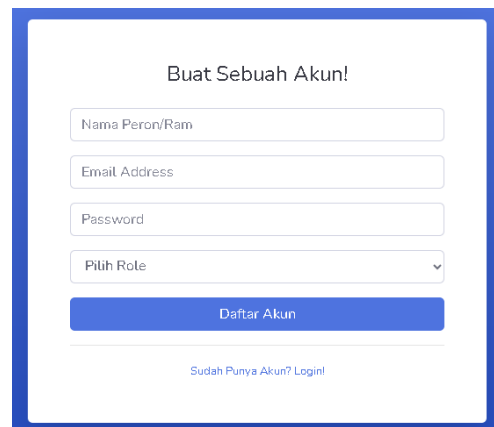 Buat Sebuah Akun!
Nama Peron/Ram
Email Address
Password
Pilih Role
Daftar Akun
Sudah Punya Akun? Login!